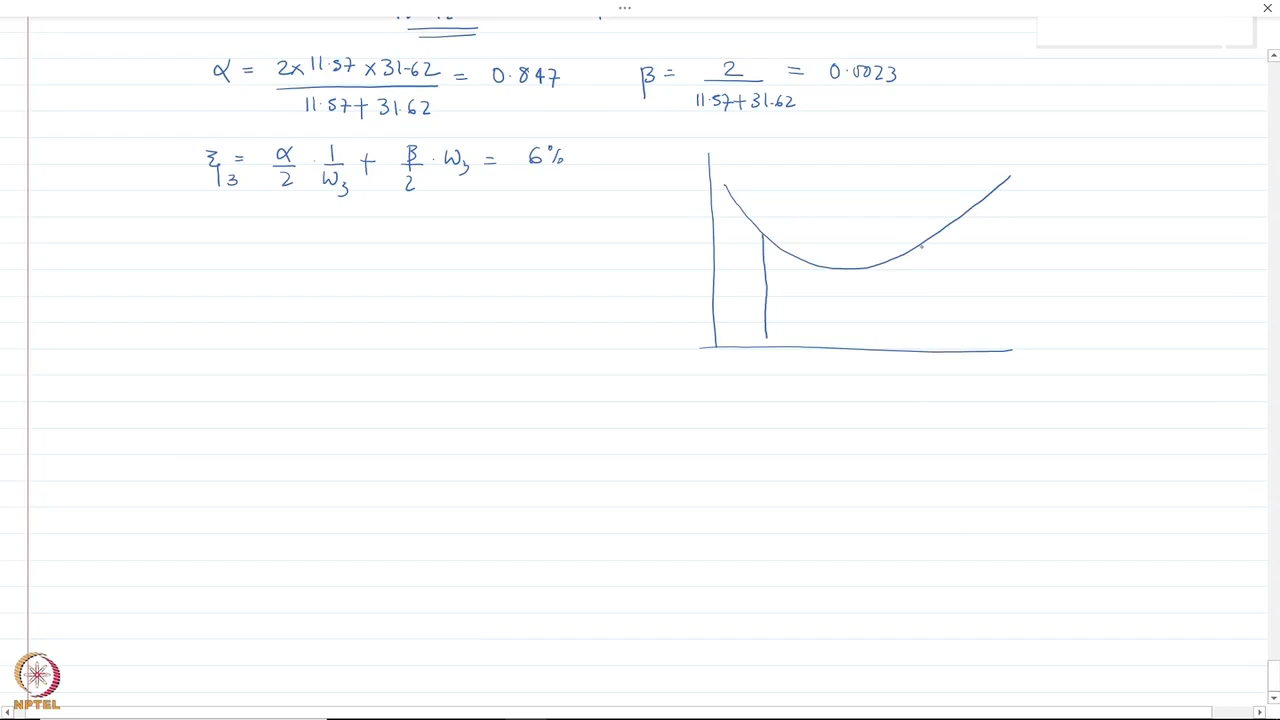 α = 2×11.57×31.62 / 11.57+31.62 = 0.847 β = 2 / 11.57+31.62 = 0.0023
ξ3 = α/2 · 1/ω3 + β/2 · ω3 = 6%
NPTEL